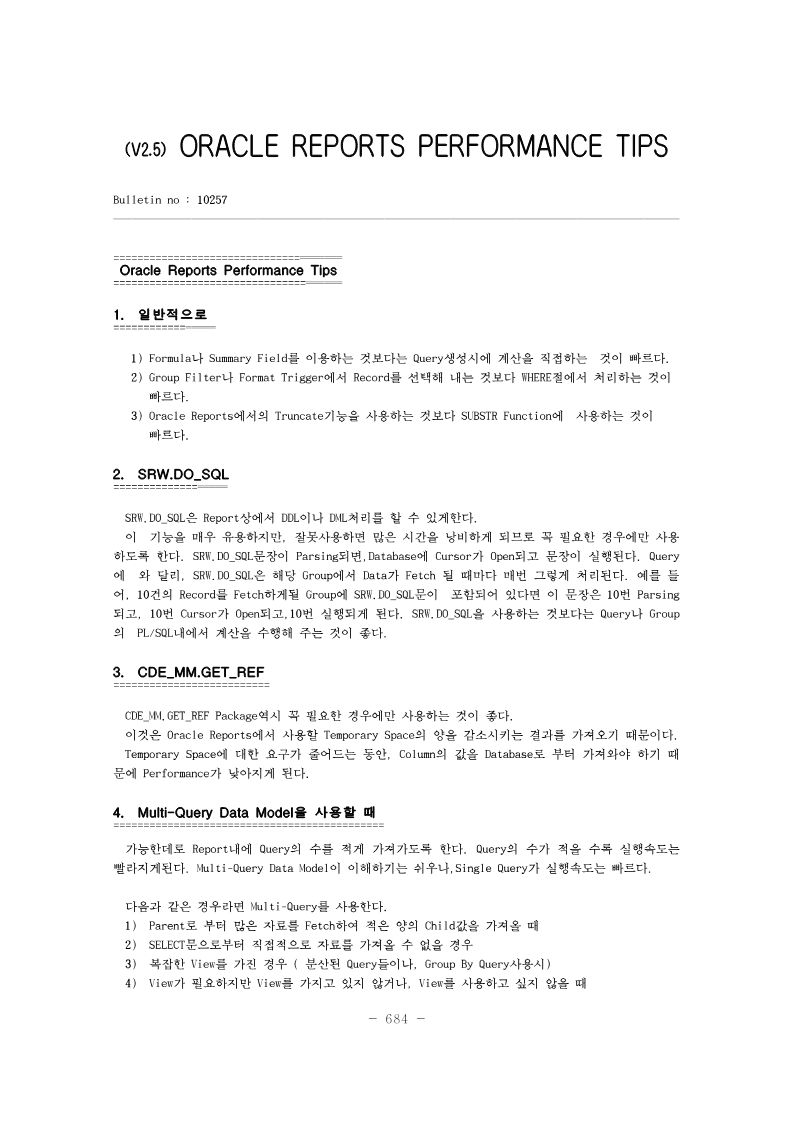 (V2.5) ORACLE REPORTS PERFORMANCE TIPS
Bulletin no : 10257
======================================
Oracle Reports Performance Tips
======================================
1. 일반적으로
=================
1) Formula나 Summary Field를 이용하는 것보다는 Query생성시에 계산을 직접하는 것이 빠르다.
2) Group Filter나 Format Trigger에서 Record를 선택해 내는 것보다 WHERE절에서 처리하는 것이
빠르다.
3) Oracle Reports에서의 Truncate기능을 사용하는 것보다 SUBSTR Function에 사용하는 것이
빠르다.
2. SRW.DO_SQL
===================
SRW.DO_SQL은 Report상에서 DDL이나 DML처리를 할 수 있게한다.
이 기능을 매우 유용하지만, 잘못사용하면 많은 시간을 낭비하게 되므로 꼭 필요한 경우에만 사용
하도록 한다. SRW.DO_SQL문장이 Parsing되면,Database에 Cursor가 Open되고 문장이 실행된다. Query
에 와 달리, SRW.DO_SQL은 해당 Group에서 Data가 Fetch 될 때마다 매번 그렇게 처리된다. 예를 들
어, 10건의 Record를 Fetch하게될 Group에 SRW.DO_SQL문이 포함되어 있다면 이 문장은 10번 Parsing
되고, 10번 Cursor가 Open되고,10번 실행되게 된다. SRW.DO_SQL을 사용하는 것보다는 Query나 Group
의 PL/SQL내에서 계산을 수행해 주는 것이 좋다.
3. CDE_MM.GET_REF
==========================
CDE_MM.GET_REF Package역시 꼭 필요한 경우에만 사용하는 것이 좋다.
이것은 Oracle Reports에서 사용할 Temporary Space의 양을 감소시키는 결과를 가져오기 때문이다.
Temporary Space에 대한 요구가 줄어드는 동안, Column의 값을 Database로 부터 가져와야 하기 때
문에 Performance가 낮아지게 된다.
4. Multi-Query Data Model을 사용할 때
=============================================
가능한데로 Report내에 Query의 수를 적게 가져가도록 한다. Query의 수가 적을 수록 실행속도는
빨라지게된다. Multi-Query Data Model이 이해하기는 쉬우나,Single Query가 실행속도는 빠르다.
다음과 같은 경우라면 Multi-Query를 사용한다.
1) Parent로 부터 많은 자료를 Fetch하여 적은 양의 Child값을 가져올 때
2) SELECT문으로부터 직접적으로 자료를 가져올 수 없을 경우
3) 복잡한 View를 가진 경우 ( 분산된 Query들이나, Group By Query사용시)
4) View가 필요하지만 View를 가지고 있지 않거나, View를 사용하고 싶지 않을 때
- 684 -